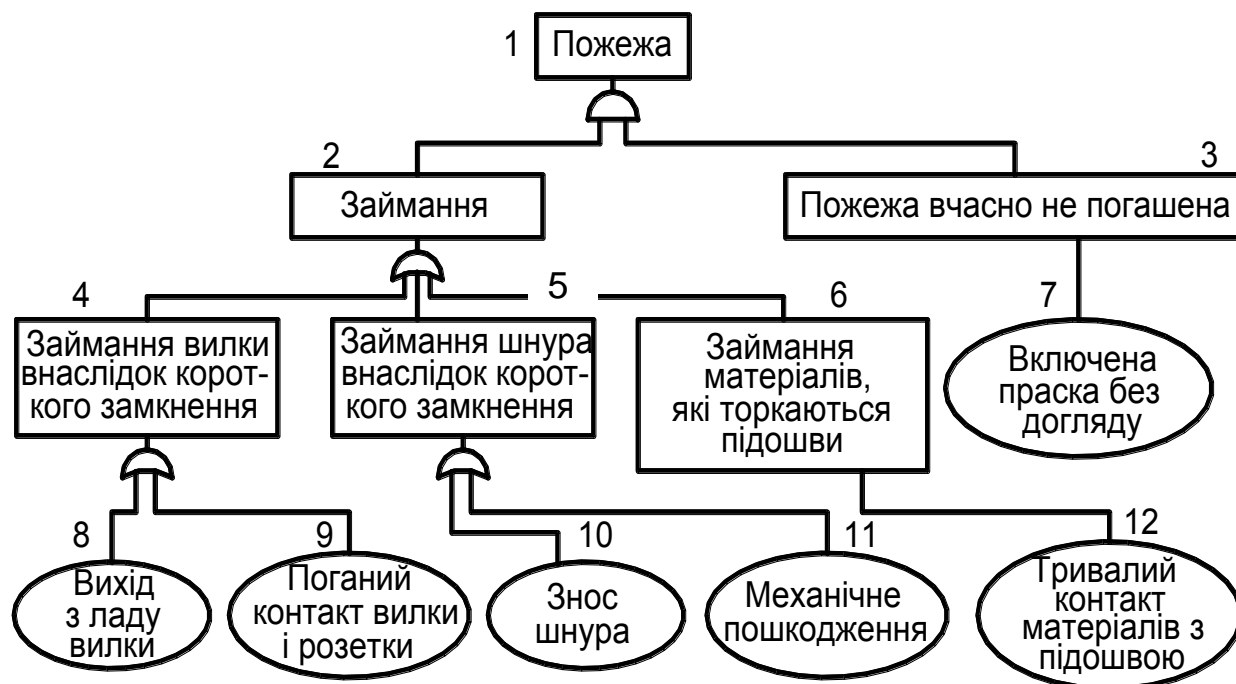 1
Пожежа
2
Займання
3
Пожежа вчасно не погашена
4
Займання вилки
внаслідок корот-
кого замкнення
5
Займання шнура
внаслідок корот-
кого замкнення
6
Займання
матеріалів,
які торкаються
підошви
7
Включена
праска без
догляду
8
Вихід
з ладу
вилки
9
Поганий
контакт вилки
і розетки
10
Знос
шнура
11
Механічне
пошкодження
12
Тривалий
контакт
матеріалів з
підошвою